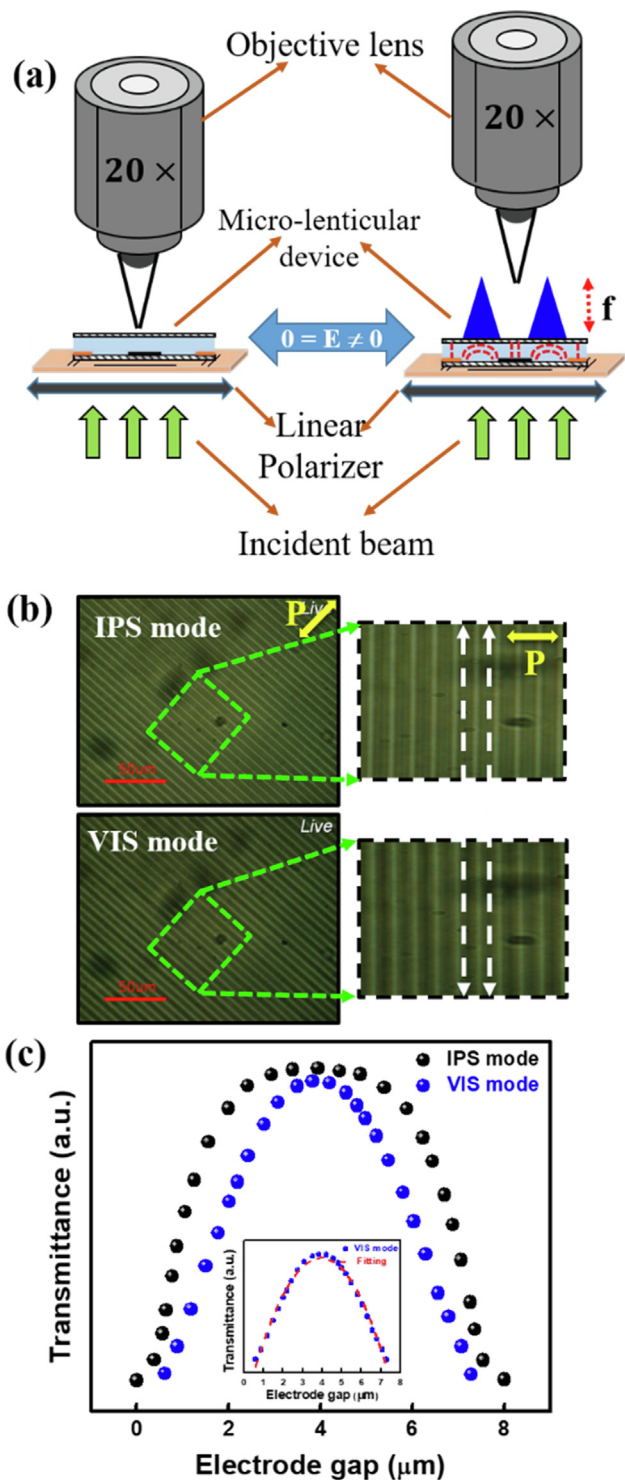 (a)
Objective lens
20 ×
20 ×
Micro-lenticular
device
f
0 = E ≠ 0
Linear
Polarizer
Incident beam
(b)
IPS mode
Live
P
P
50um
VIS mode
Live
50um
(c)
IPS mode
VIS mode
Transmittance (a.u.)
VIS mode
Fitting
Transmittance (a.u.)
0 1 2 3 4 5 6 7 8
Electrode gap (μm)
0 2 4 6 8
Electrode gap (μm)